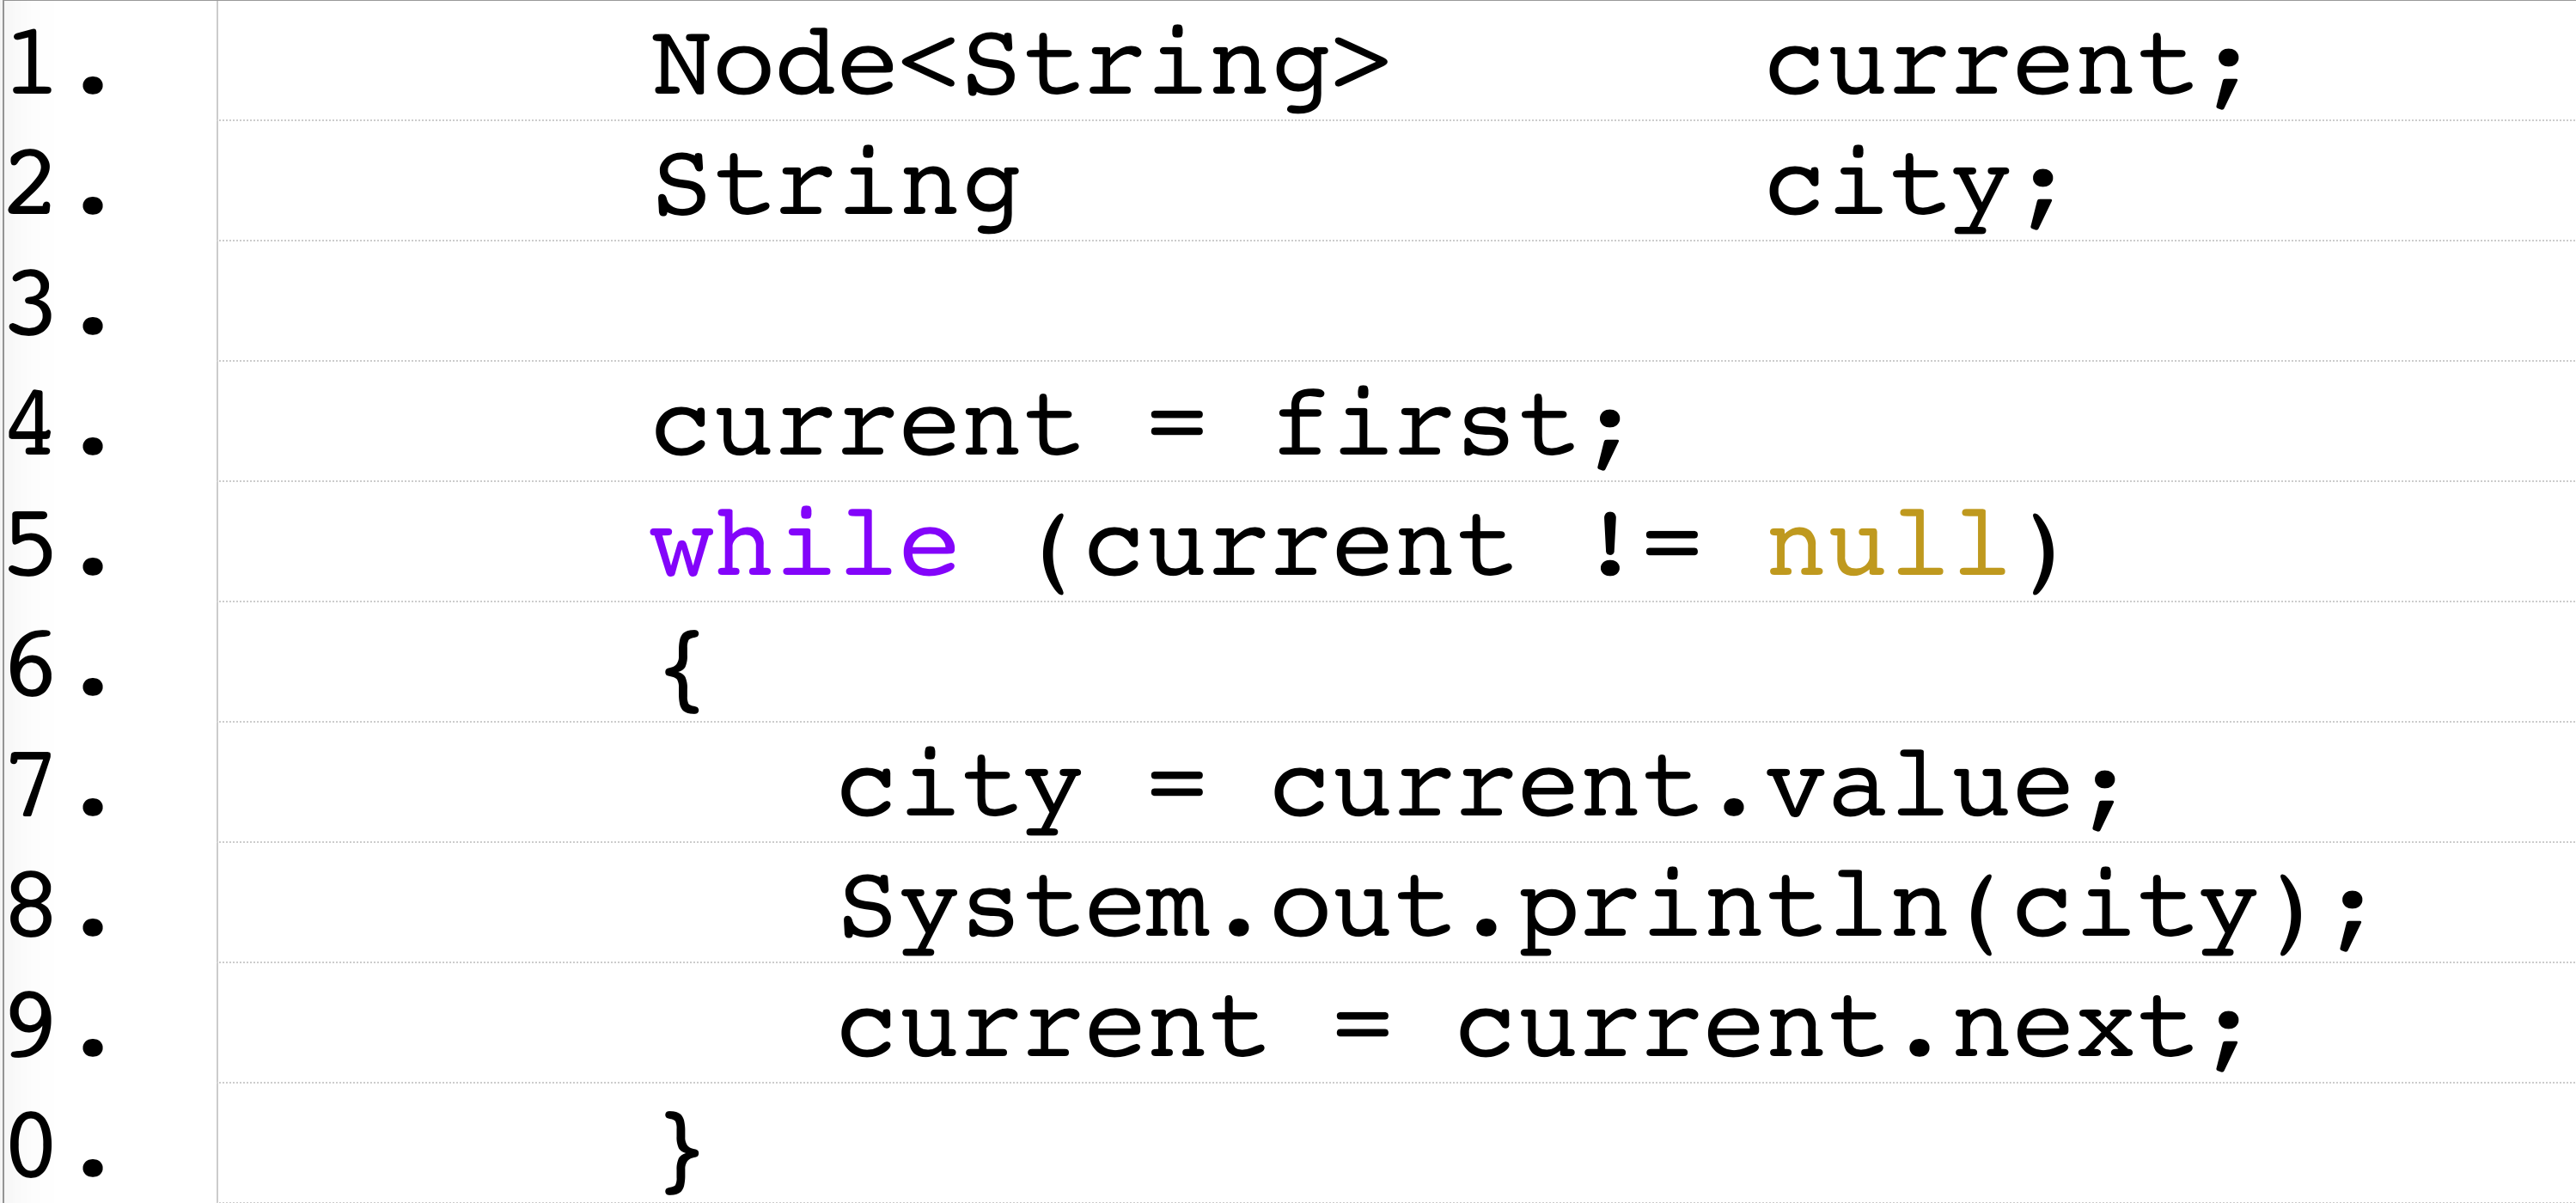 1. Node<String> current;
2. String city;
3.
4. current = first;
5. while (current != null)
6. {
7. city = current.value;
8. System.out.println(city);
9. current = current.next;
0. }